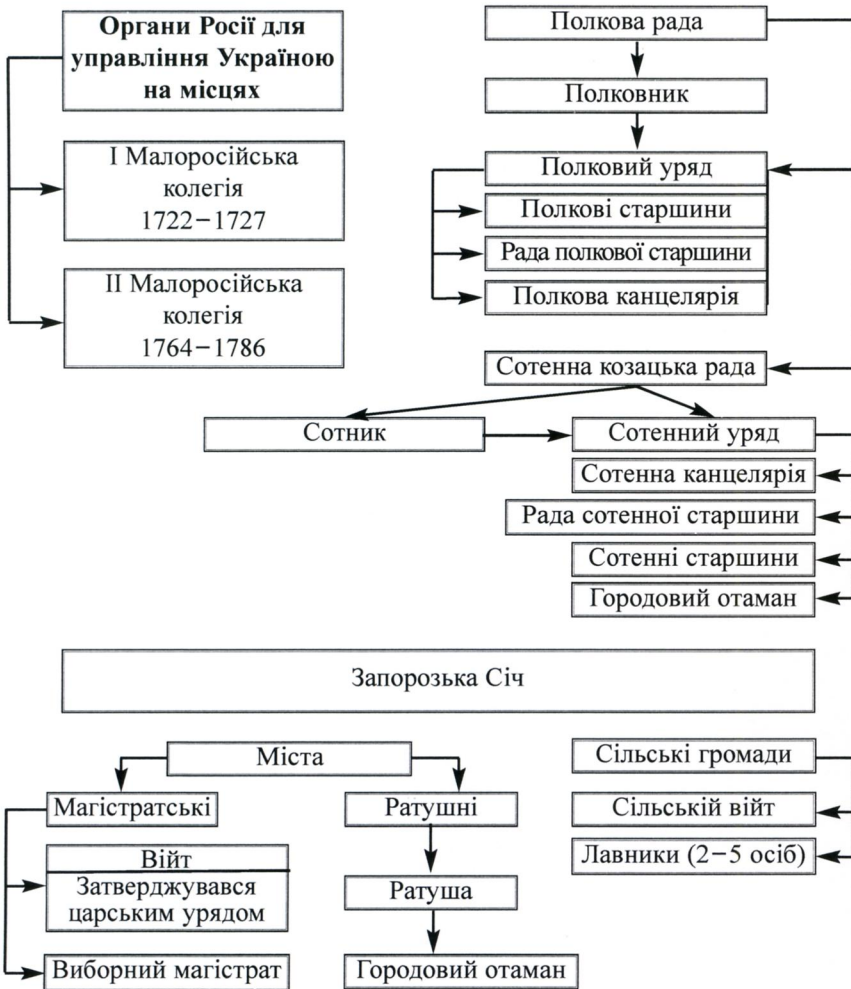 Органи Росії для
управління Україною
на місцях
І Малоросійська
колегія
1722−1727
ІІ Малоросійська
колегія
1764−1786
Полкова рада
Полковник
Полковий уряд
Полкові старшини
Рада полкової старшини
Полкова канцелярія
Сотенна козацька рада
Сотник
Сотенний уряд
Сотенна канцелярія
Рада сотенної старшини
Сотенні старшини
Городовий отаман
Запорозька Січ
Міста
Магістратські
Війт
Затверджувався
царським урядом
Виборний магістрат
Ратушні
Ратуша
Городовий отаман
Сільські громади
Сільській війт
Лавники (2−5 осіб)